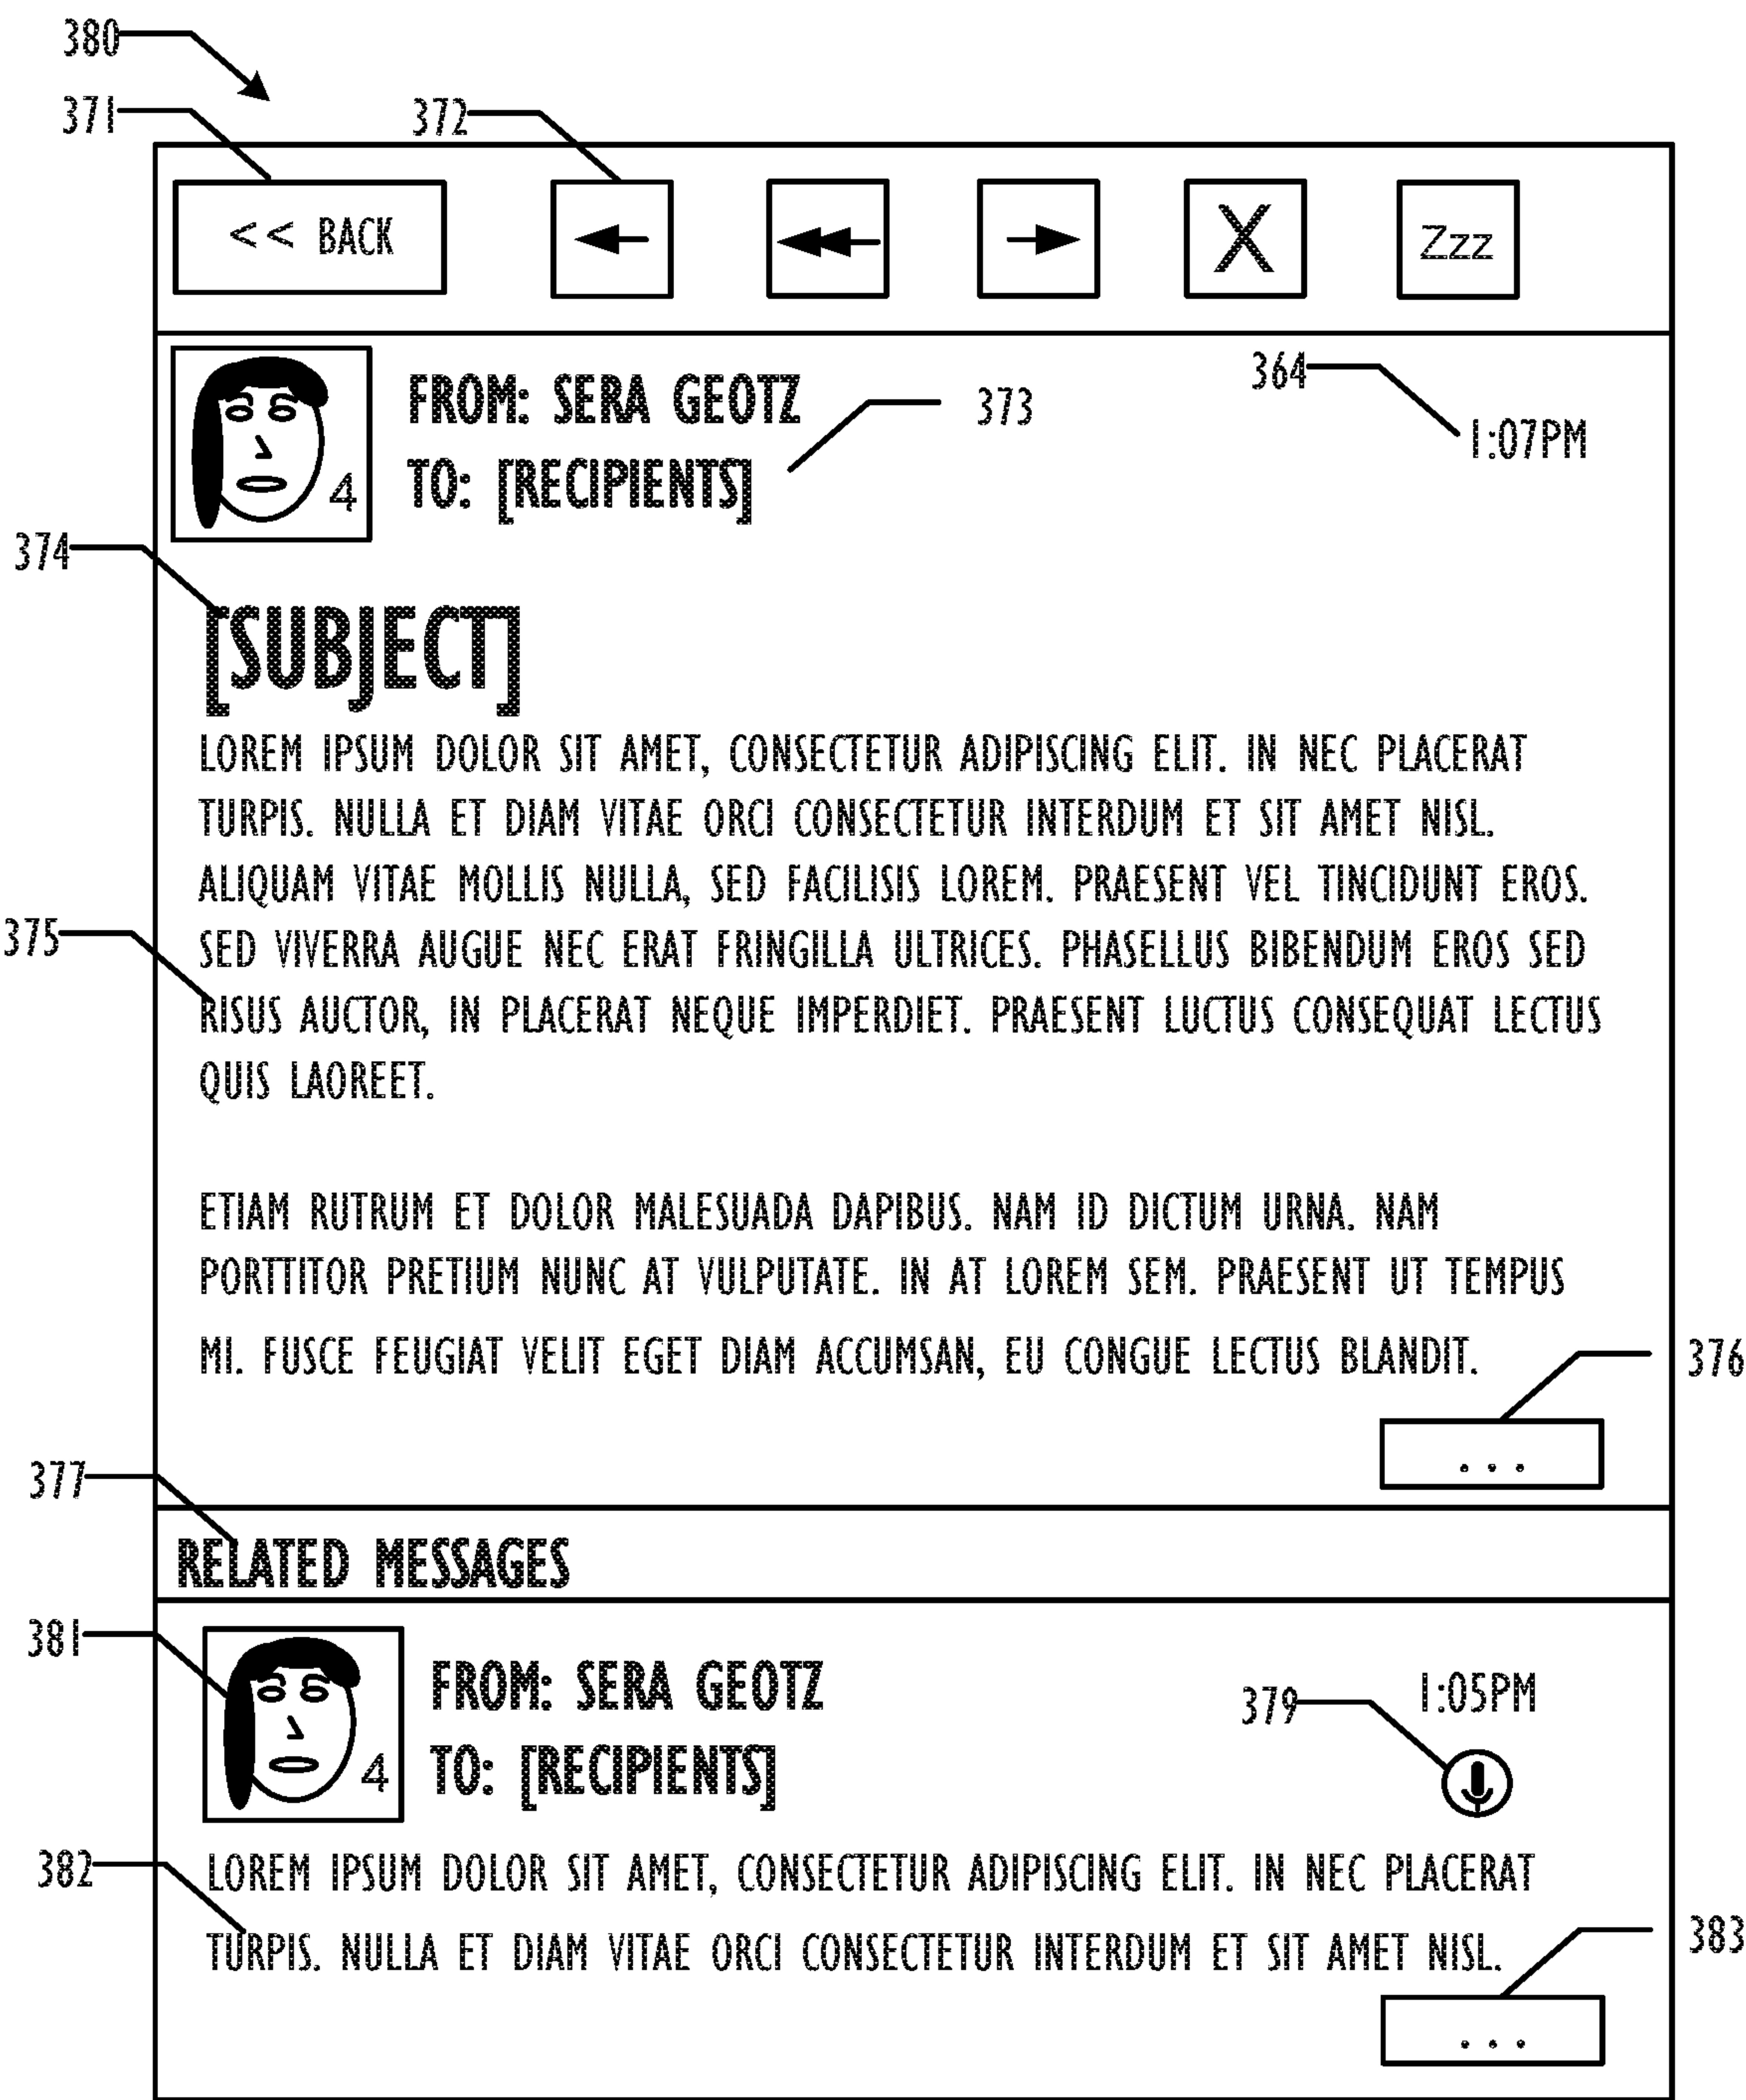 380
371
372
<< BACK
X
Zzz
FROM: SERA GEOTZ
373
364
1:07PM
TO: [RECIPIENTS]
4
374
[SUBJECT]
LOREM IPSUM DOLOR SIT AMET, CONSECTETUR ADIPISCING ELIT. IN NEC PLACERAT
TURPIS. NULLA ET DIAM VITAE ORCI CONSECTETUR INTERDUM ET SIT AMET NISL.
ALIQUAM VITAE MOLLIS NULLA, SED FACILISIS LOREM. PRAESENT VEL TINCIDUNT EROS.
375
SED VIVERRA AUGUE NEC ERAT FRINGILLA ULTRICES. PHASELLUS BIBENDUM EROS SED
RISUS AUCTOR, IN PLACERAT NEQUE IMPERDIET. PRAESENT LUCTUS CONSEQUAT LECTUS
QUIS LAOREET.
ETIAM RUTRUM ET DOLOR MALESUADA DAPIBUS. NAM ID DICTUM URNA. NAM
PORTTITOR PRETIUM NUNC AT VULPUTATE. IN AT LOREM SEM. PRAESENT UT TEMPUS
MI. FUSCE FEUGIAT VELIT EGET DIAM ACCUMSAN, EU CONGUE LECTUS BLANDIT.
376
...
377
RELATED MESSAGES
381
FROM: SERA GEOTZ
379
1:05PM
TO: [RECIPIENTS]
4
382
LOREM IPSUM DOLOR SIT AMET, CONSECTETUR ADIPISCING ELIT. IN NEC PLACERAT
TURPIS. NULLA ET DIAM VITAE ORCI CONSECTETUR INTERDUM ET SIT AMET NISL.
383
...